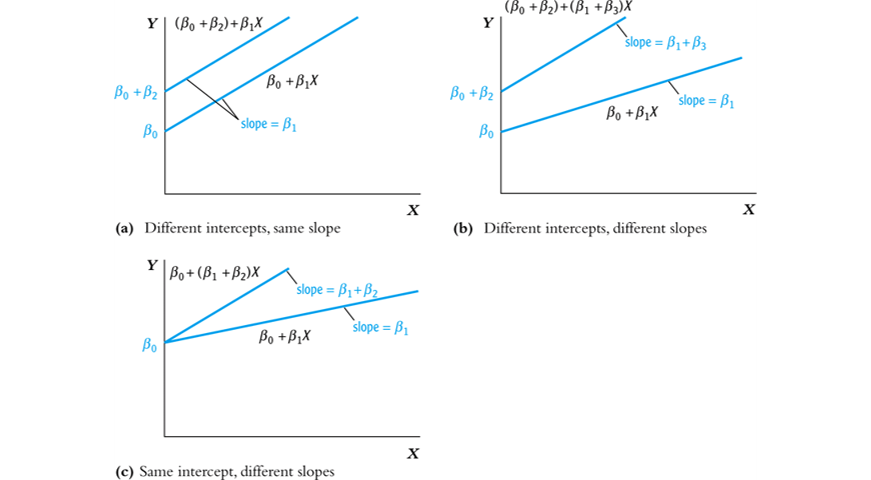 Y
(β₀ +β₂)+β₁X
β₀ +β₁X
β₀ +β₂
β₀
slope = β₁
X
(a) Different intercepts, same slope
(β₀ +β₂)+(β₁ +β₃)X
Y
slope = β₁+β₃
β₀ +β₂
slope = β₁
β₀ +β₁X
β₀
X
(b) Different intercepts, different slopes
Y
β₀+(β₁ +β₂)X
slope = β₁+β₂
slope = β₁
β₀ +β₁X
β₀
X
(c) Same intercept, different slopes